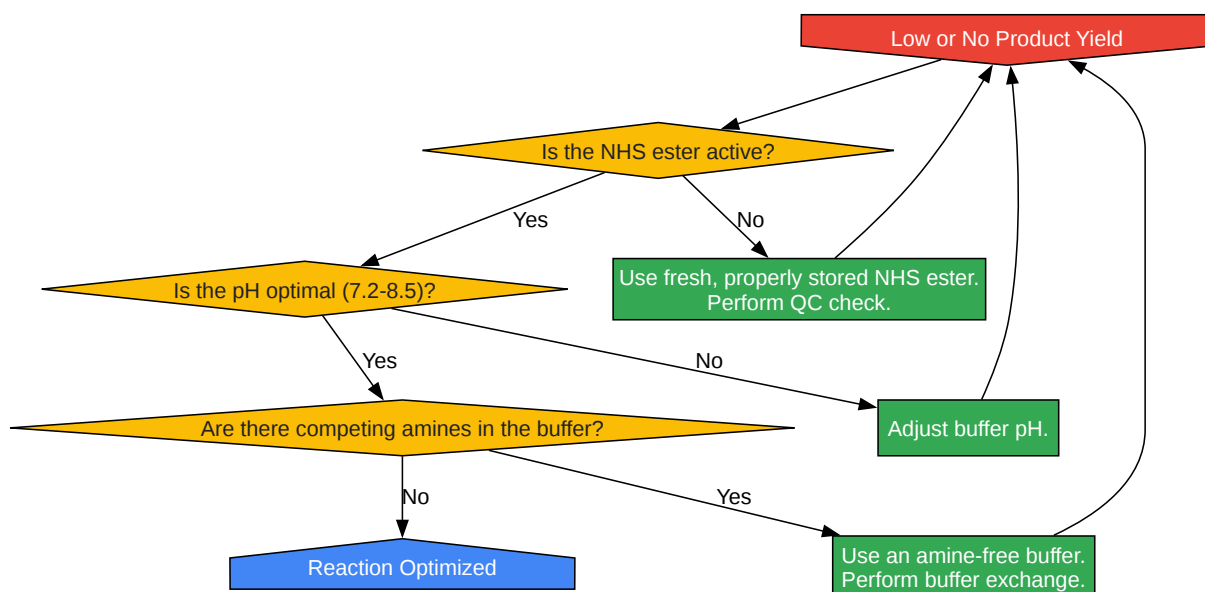 Low or No Product Yield
Is the NHS ester active?
Yes
No
Is the pH optimal (7.2-8.5)?
Use fresh, properly stored NHS ester.
Perform QC check.
Yes
No
Are there competing amines in the buffer?
Adjust buffer pH.
No
Yes
Reaction Optimized
Use an amine-free buffer.
Perform buffer exchange.